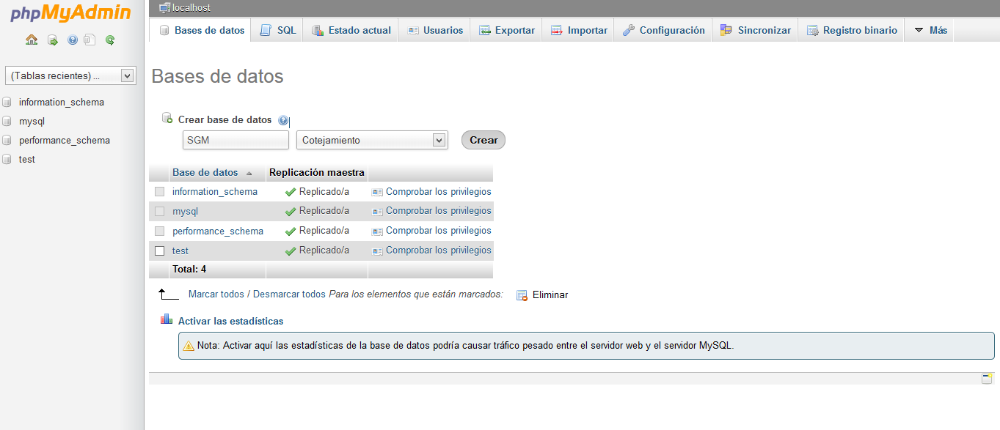 phpMyAdmin
(Tablas recientes) ...
information_schema
mysql
performance_schema
test
localhost
Bases de datos SQL Estado actual Usuarios Exportar Importar Configuración Sincronizar Registro binario Más
Bases de datos
Crear base de datos
SGM Cotejamiento Crear
Base de datos Replicación maestra
information_schema Replicado/a Comprobar los privilegios
mysql Replicado/a Comprobar los privilegios
performance_schema Replicado/a Comprobar los privilegios
test Replicado/a Comprobar los privilegios
Total: 4
Marcar todos / Desmarcar todos Para los elementos que están marcados: Eliminar
Activar las estadísticas
Nota: Activar aquí las estadísticas de la base de datos podría causar tráfico pesado entre el servidor web y el servidor MySQL.